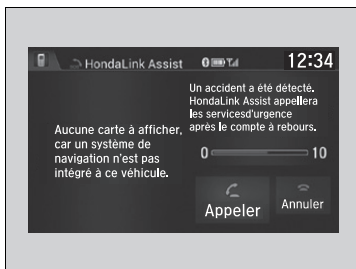 HondaLink Assist
12:34
Un accident a été détecté.
HondaLink Assist appellera
les servicesd'urgence
après le compte à rebours.
Aucune carte à afficher,
car un système de
navigation n'est pas
intégré à ce véhicule.
0 10
Appeler
Annuler